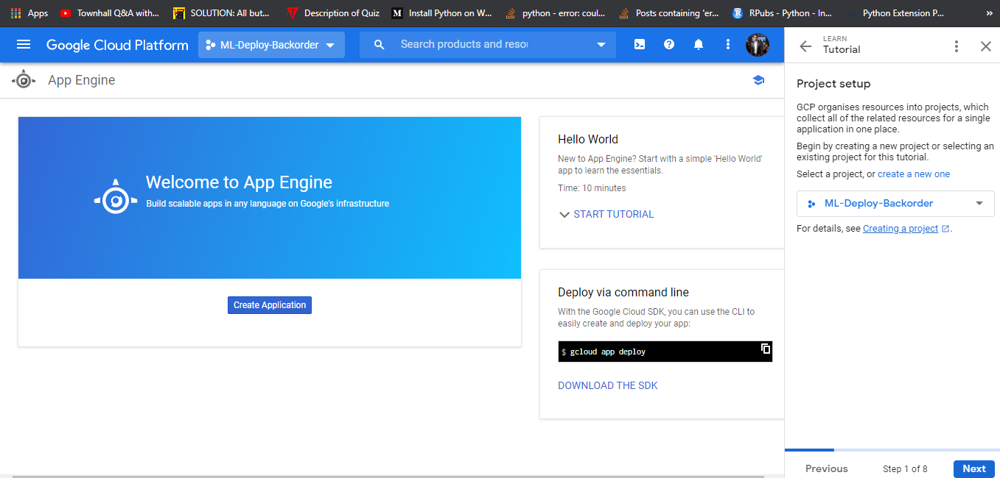 Apps
Townhall Q&A with...
SOLUTION: All but...
Description of Quiz
M Install Python on W...
python - error: coul...
Posts containing 'er...
R RPubs - Python - In...
Python Extension P...
»
Google Cloud Platform
ML-Deploy-Backorder
Search products and resou
LEARN
Tutorial
App Engine
Welcome to App Engine
Build scalable apps in any language on Google's infrastructure
Create Application
Hello World
New to App Engine? Start with a simple 'Hello World'
app to learn the essentials.
Time: 10 minutes
START TUTORIAL
Deploy via command line
With the Google Cloud SDK, you can use the CLI to
easily create and deploy your app:
$ gcloud app deploy
DOWNLOAD THE SDK
Project setup
GCP organises resources into projects, which
collect all of the related resources for a single
application in one place.
Begin by creating a new project or selecting an
existing project for this tutorial.
Select a project, or create a new one
ML-Deploy-Backorder
For details, see Creating a project.
Previous
Step 1 of 8
Next